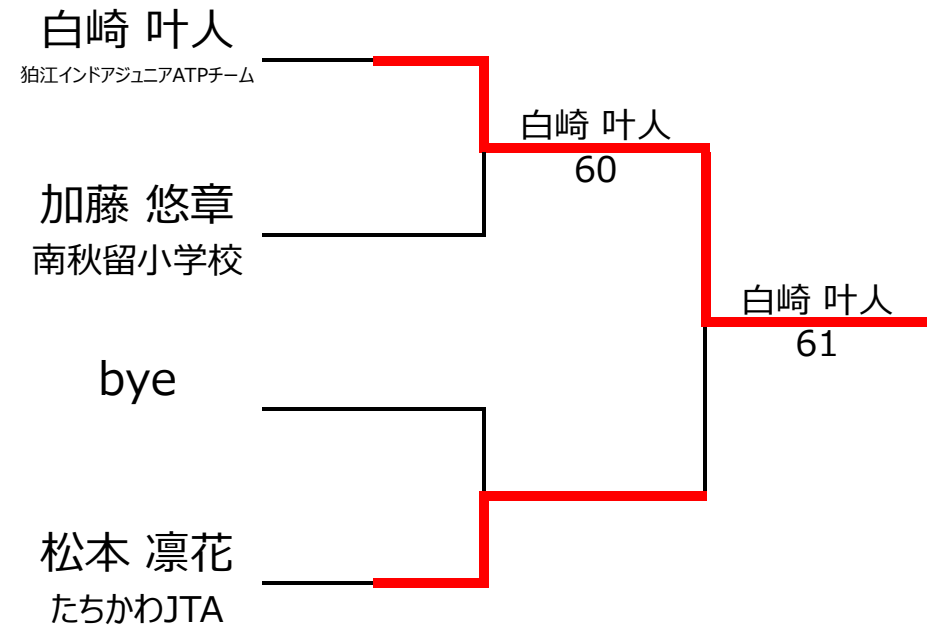 白崎 叶人
狛江インドアジュニアATPチーム
白崎 叶人
60
加藤 悠章
南秋留小学校
白崎 叶人
61
bye
松本 凛花
たちかわJTA